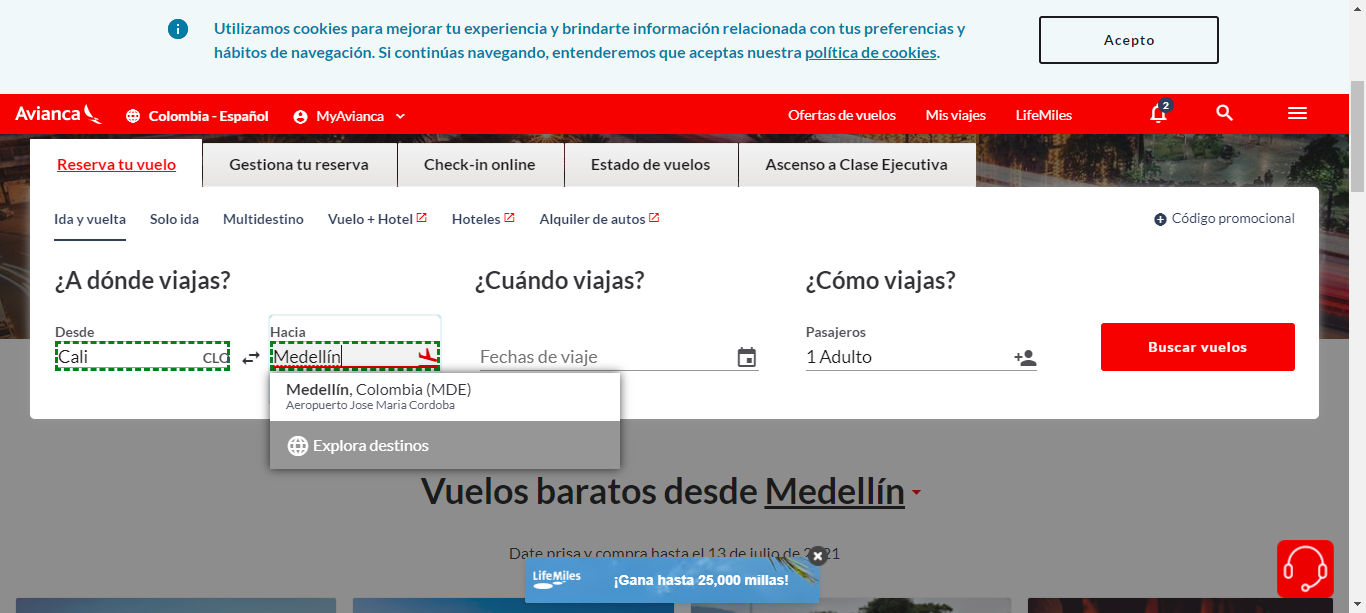 Utilizamos cookies para mejorar tu experiencia y brindarte información relacionada con tus preferencias y
hábitos de navegación. Si continúas navegando, entenderemos que aceptas nuestra política de cookies.
Acepto
Avianca
Colombia - Español
MyAvianca
Ofertas de vuelos
Mis viajes
LifeMiles
2
Reserva tu vuelo
Gestiona tu reserva
Check-in online
Estado de vuelos
Ascenso a Clase Ejecutiva
Ida y vuelta
Solo ida
Multidestino
Vuelo + Hotel
Hoteles
Alquiler de autos
Código promocional
¿A dónde viajas?
¿Cuándo viajas?
¿Cómo viajas?
Desde
Hacia
Pasajeros
Cali
CLO
Medellín
Fechas de viaje
1 Adulto
Buscar vuelos
Medellín, Colombia (MDE)
Aeropuerto Jose Maria Cordoba
Explora destinos
Vuelos baratos desde Medellín
Date prisa y compra hasta el 13 de julio de 2021
LifeMiles
¡Gana hasta 25,000 millas!